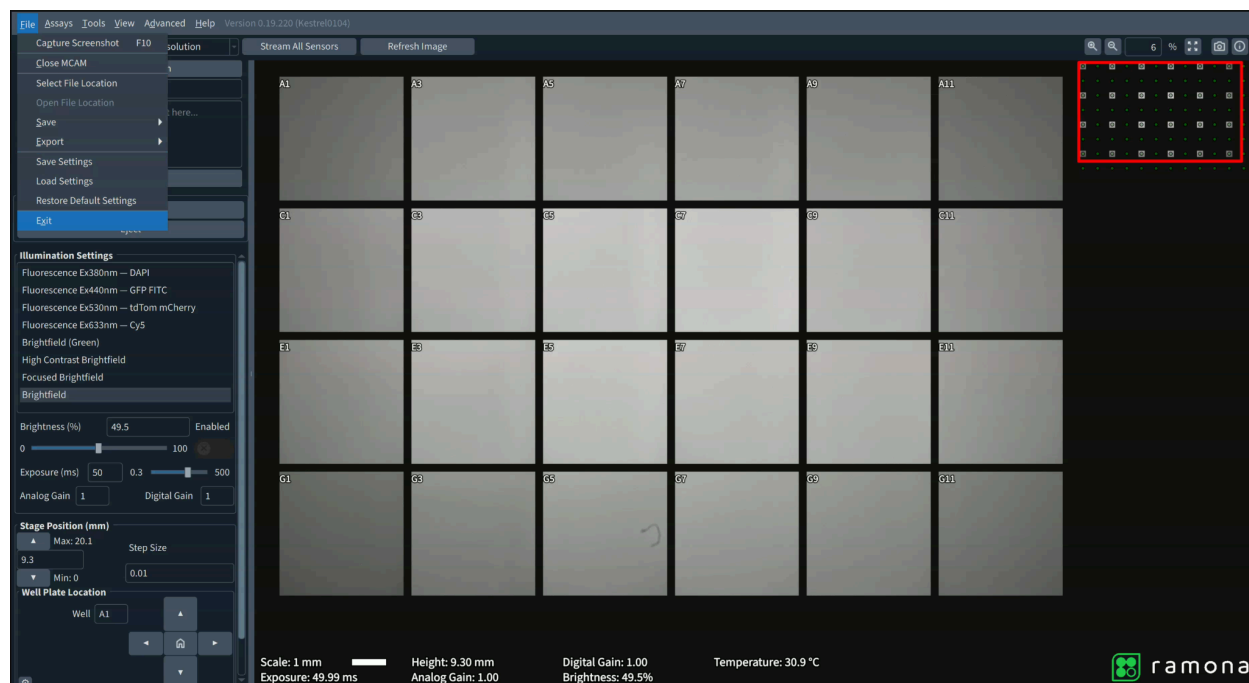 File Assays Tools View Advanced Help Version 0.19.220 (Kestrel0104)
Capture Screenshot F10
Close MCAM
Select File Location
Open File Location
Save
Export
Save Settings
Load Settings
Restore Default Settings
Exit
Stream All Sensors Refresh Image 6 %
here...
Illumination Settings
Fluorescence Ex380nm — DAPI
Fluorescence Ex440nm — GFP FITC
Fluorescence Ex530nm — tdTom mCherry
Fluorescence Ex633nm — Cy5
Brightfield (Green)
High Contrast Brightfield
Focused Brightfield
Brightfield
Brightness (%) 49.5 Enabled
0 100
Exposure (ms) 50 0.3 500
Analog Gain 1 Digital Gain 1
Stage Position (mm)
Max: 20.1
Step Size
9.3
0.01
Min: 0
Well Plate Location
Well A1
A1 A3 A5 A7 A9 A11
C1 C3 C5 C7 C9 C11
E1 E3 E5 E7 E9 E11
G1 G3 G5 G7 G9 G11
Scale: 1 mm Height: 9.30 mm Digital Gain: 1.00 Temperature: 30.9 °C
Exposure: 49.99 ms Analog Gain: 1.00 Brightness: 49.5%
ramona